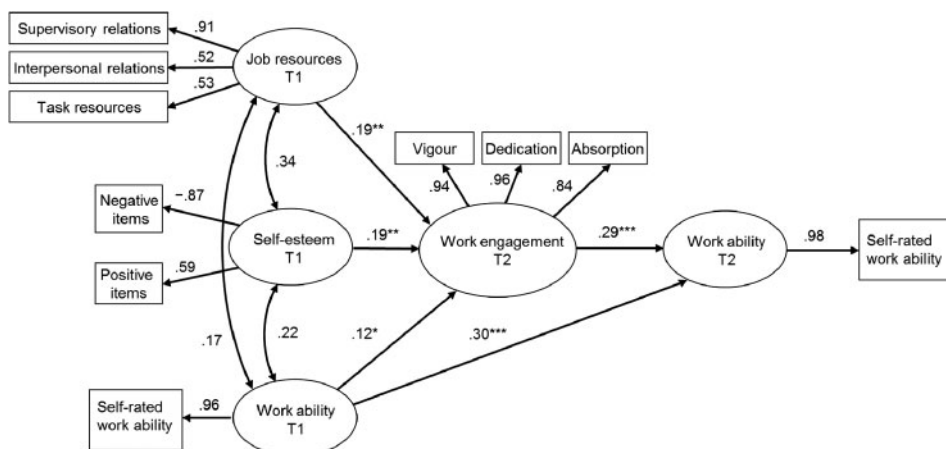 Supervisory relations
.91
Interpersonal relations
.52
Task resources
.53
Job resources
T1
.19**
Vigour
Dedication
Absorption
.94
.96
.84
.34
Negative
items
−.87
Self-esteem
T1
.19**
Work engagement
T2
.29***
Work ability
T2
.98
Self-rated
work ability
Positive
items
.59
.17
.22
.12*
.30***
Self-rated
work ability
.96
Work ability
T1